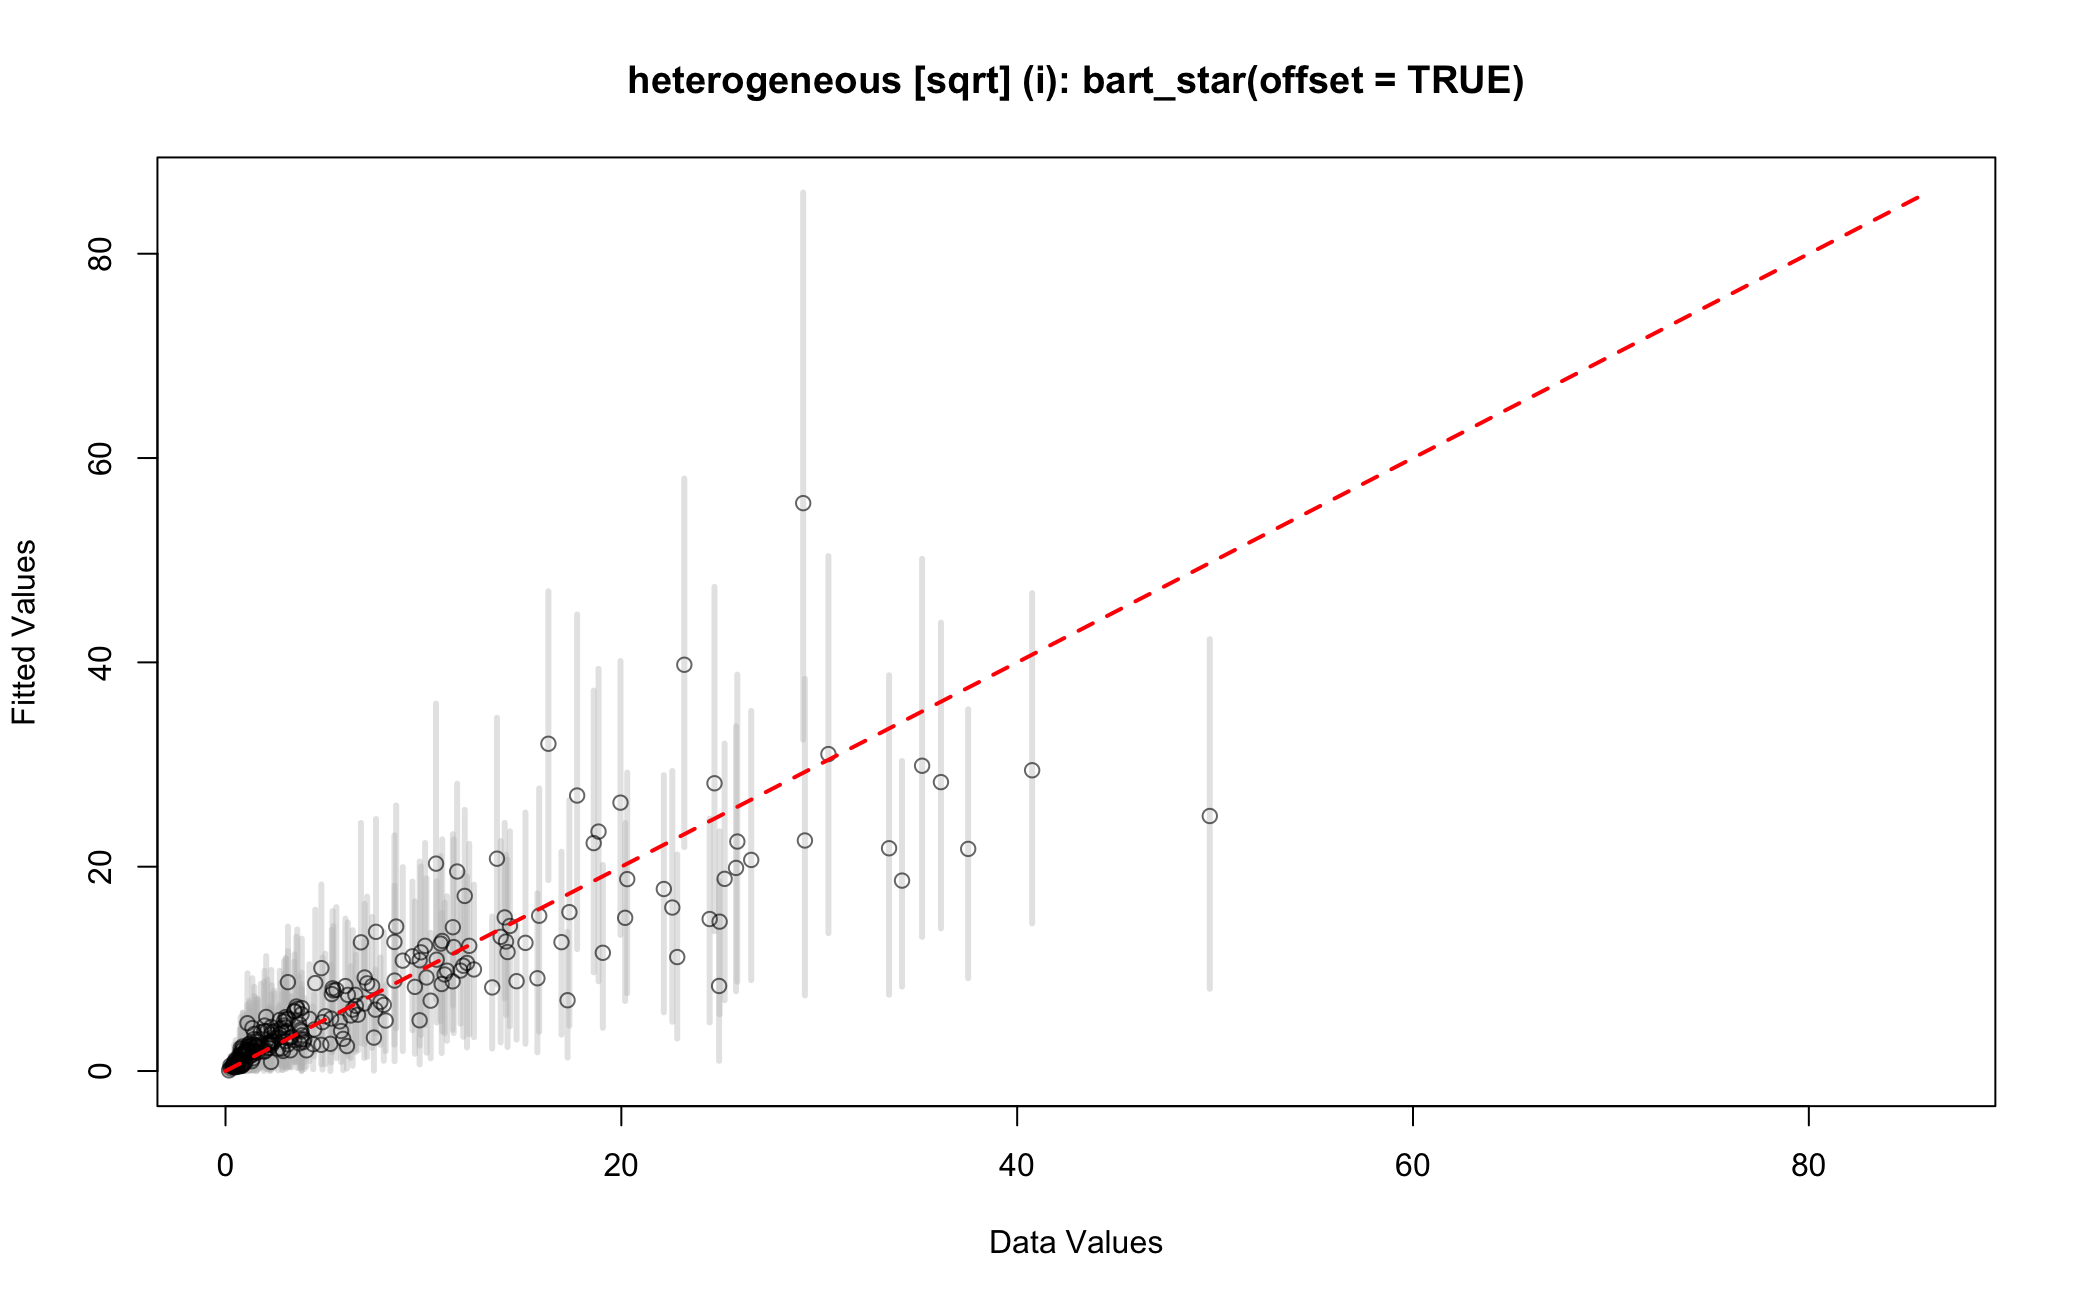 heterogeneous [sqrt] (i): bart_star(offset = TRUE)
Fitted Values
80
60
40
20
0
0 20 40 60 80
Data Values